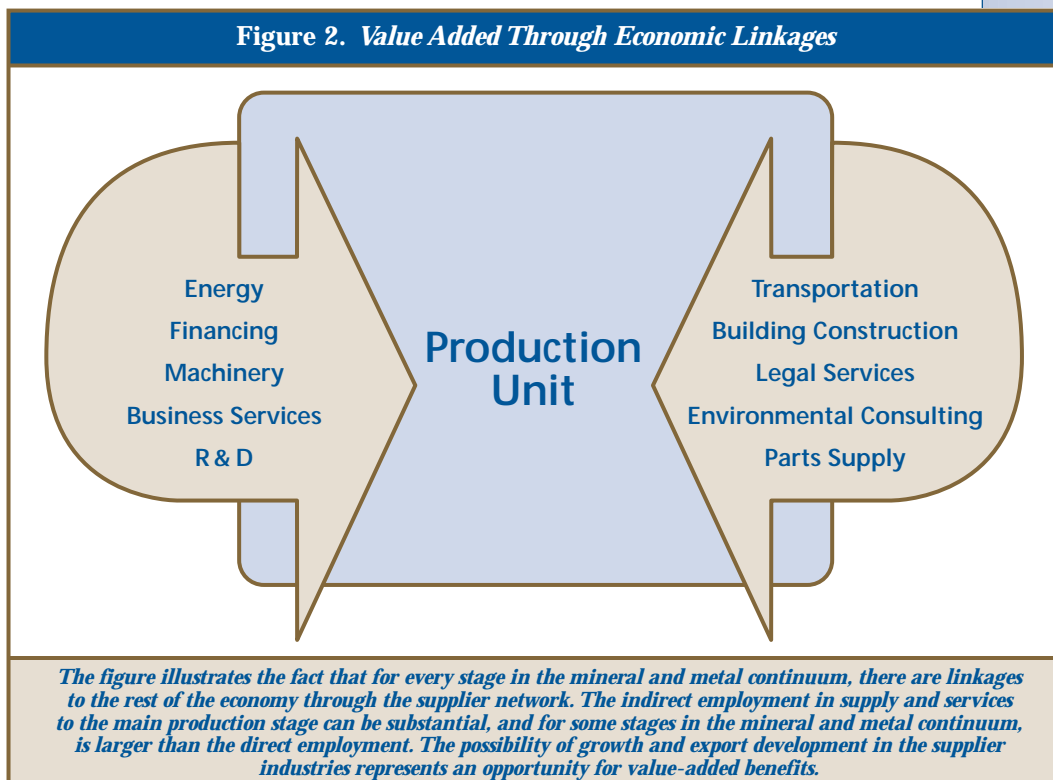 Figure 2. Value Added Through Economic Linkages
Energy
Financing
Machinery
Business Services
R & D
Production
Unit
Transportation
Building Construction
Legal Services
Environmental Consulting
Parts Supply
The figure illustrates the fact that for every stage in the mineral and metal continuum, there are linkages
to the rest of the economy through the supplier network. The indirect employment in supply and services
to the main production stage can be substantial, and for some stages in the mineral and metal continuum,
is larger than the direct employment. The possibility of growth and export development in the supplier
industries represents an opportunity for value-added benefits.